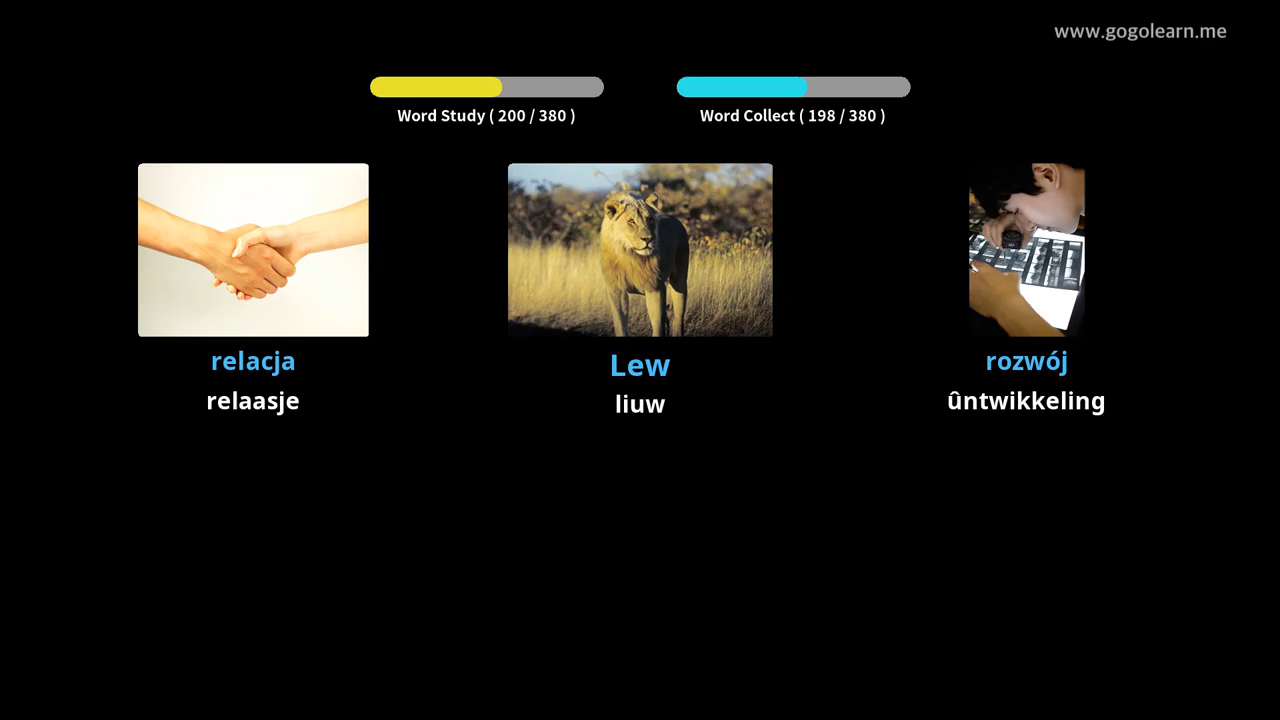 www.gogolearn.me
Word Study ( 200 / 380 )
Word Collect ( 198 / 380 )
relacja
relaasje
Lew
liuw
rozwój
ûntwikkeling